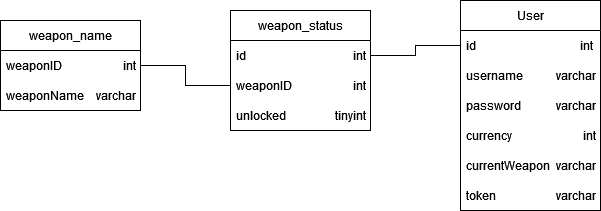 weapon_name
weaponID int
weaponName varchar
weapon_status
id int
weaponID int
unlocked tinyint
User
id int
username varchar
password varchar
currency int
currentWeapon varchar
token varchar